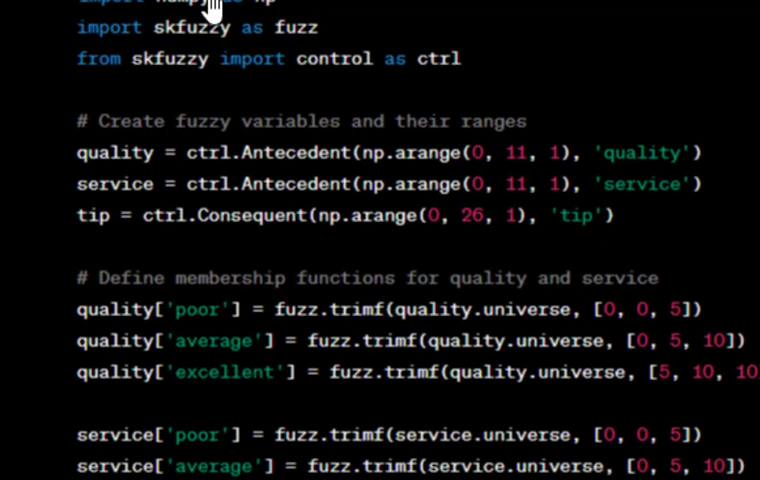 import numpy as np
import skfuzzy as fuzz
from skfuzzy import control as ctrl
# Create fuzzy variables and their ranges
quality = ctrl.Antecedent(np.arange(0, 11, 1), 'quality')
service = ctrl.Antecedent(np.arange(0, 11, 1), 'service')
tip = ctrl.Consequent(np.arange(0, 26, 1), 'tip')
# Define membership functions for quality and service
quality['poor'] = fuzz.trimf(quality.universe, [0, 0, 5])
quality['average'] = fuzz.trimf(quality.universe, [0, 5, 10])
quality['excellent'] = fuzz.trimf(quality.universe, [5, 10, 10
service['poor'] = fuzz.trimf(service.universe, [0, 0, 5])
service['average'] = fuzz.trimf(service.universe, [0, 5, 10])